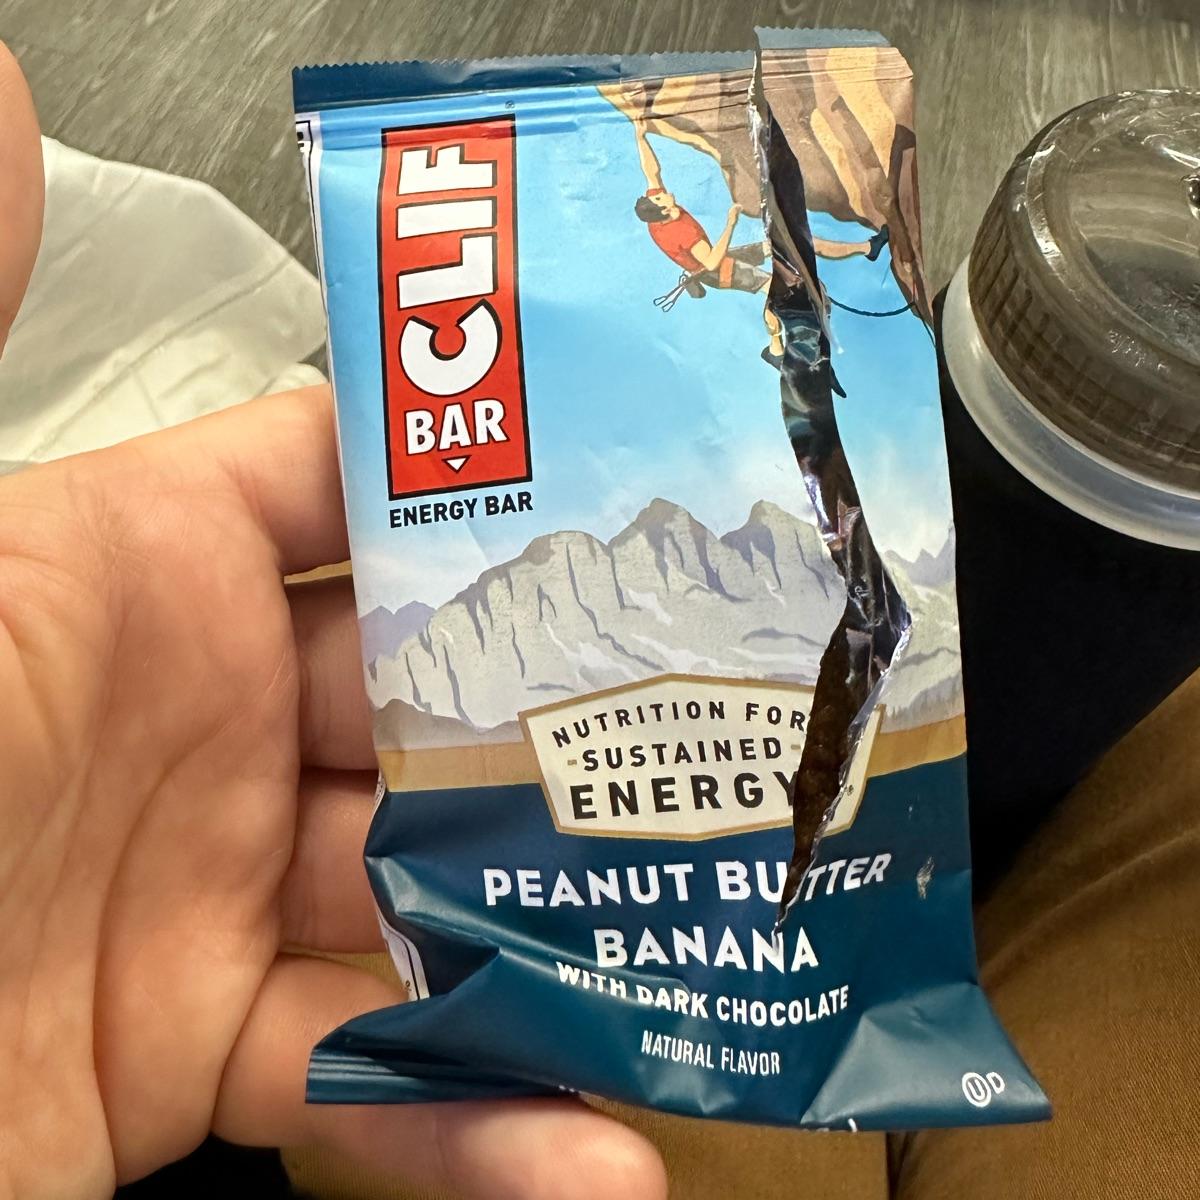 CLIF
BAR
ENERGY BAR
NUTRITION FOR
SUSTAINED
ENERGY
PEANUT BUTTER
BANANA
WITH DARK CHOCOLATE
NATURAL FLAVOR
U D